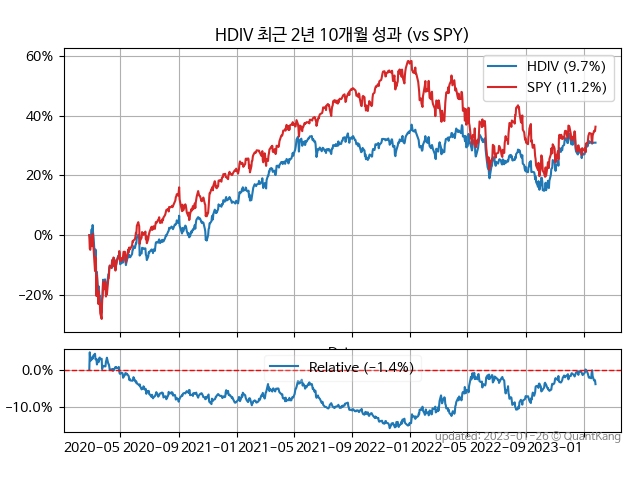 HDIV 최근 2년 10개월 성과 (vs SPY)
60%
40%
20%
0%
−20%
HDIV (9.7%)
SPY (11.2%)
0.0%
−10.0%
Relative (−1.4%)
2020-05 2020-09 2021-01 2021-05 2021-09 2022-01 2022-05 2022-09 2023-01
updated: 2023-01-26 © QuantKang